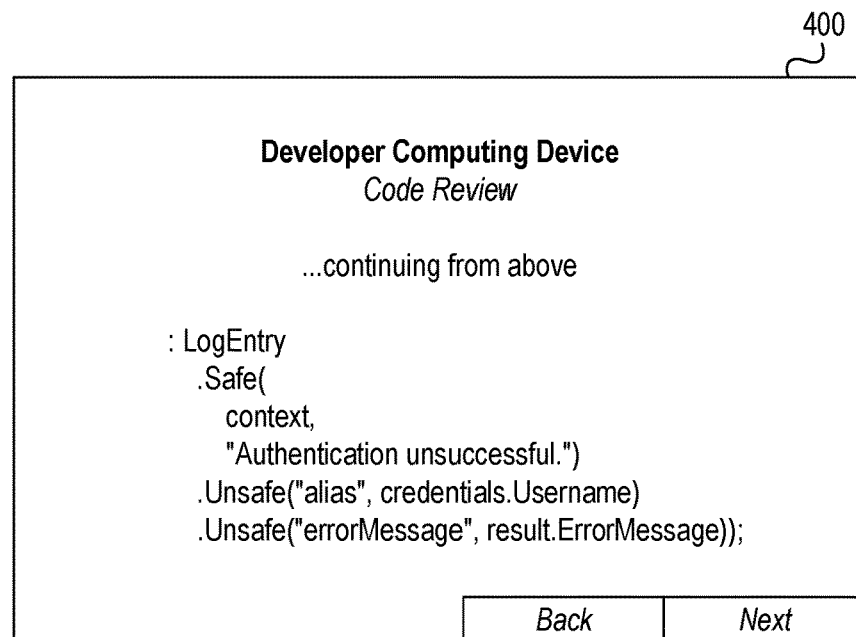 400
Developer Computing Device
Code Review
...continuing from above
: LogEntry
.Safe(
context,
"Authentication unsuccessful.")
.Unsafe("alias", credentials.Username)
.Unsafe("errorMessage", result.ErrorMessage));
Back Next